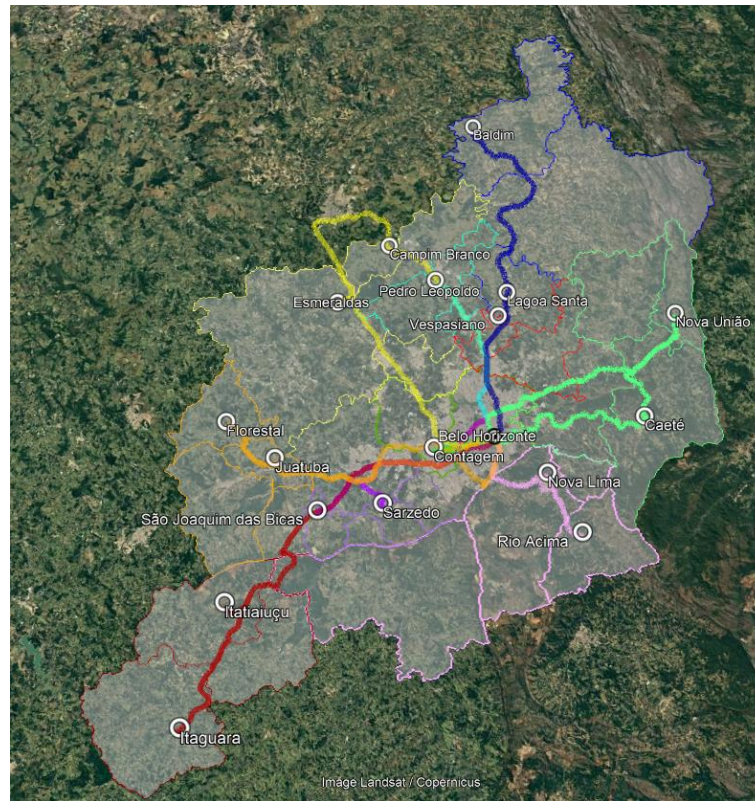 Baldim
Campim Branco
Pedro Leopoldo
Esmeraldas
Lagoa Santa
Vespasiano
Nova União
Florestal
Belo Horizonte
Caeté
Contagem
Juatuba
Nova Lima
São Joaquim das Bicas
Sarzedo
Rio Acima
Itatiaiuçu
Itaguara
Image Landsat / Copernicus